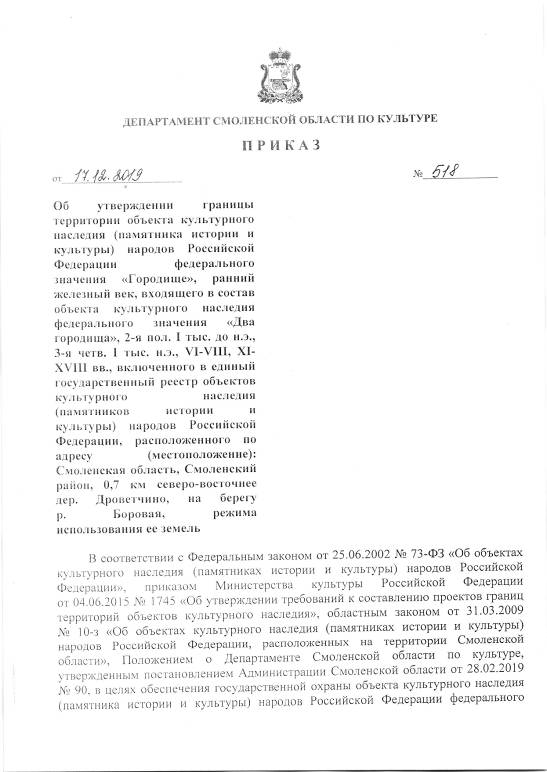 ДЕПАРТАМЕНТ СМОЛЕНСКОЙ ОБЛАСТИ ПО КУЛЬТУРЕ
П Р И К А З
от 17.12.2019 № 518
Об утверждении границы
территории объекта культурного
наследия (памятника истории и
культуры) народов Российской
Федерации федерального
значения «Городище», ранний
железный век, входящего в состав
объекта культурного наследия
федерального значения «Два
городища», 2-я пол. I тыс. до н.э.,
3-я четв. I тыс. н.э., VI-VIII, XI-
XVIII вв., включенного в единый
государственный реестр объектов
культурного наследия
(памятников истории и
культуры) народов Российской
Федерации, расположенного по
адресу (местоположение):
Смоленская область, Смоленский
район, 0,7 км северо-восточнее
дер. Дроветчино, на берегу
р. Боровая, режима
использования ее земель
В соответствии с Федеральным законом от 25.06.2002 № 73-ФЗ «Об объектах
культурного наследия (памятниках истории и культуры) народов Российской
Федерации», приказом Министерства культуры Российской Федерации
от 04.06.2015 № 1745 «Об утверждении требований к составлению проектов границ
территорий объектов культурного наследия», областным законом от 31.03.2009
№ 10-з «Об объектах культурного наследия (памятниках истории и культуры)
народов Российской Федерации, расположенных на территории Смоленской
области», Положением о Департаменте Смоленской области по культуре,
утвержденным постановлением Администрации Смоленской области от 28.02.2019
№ 90, в целях обеспечения государственной охраны объекта культурного наследия
(памятника истории и культуры) народов Российской Федерации федерального